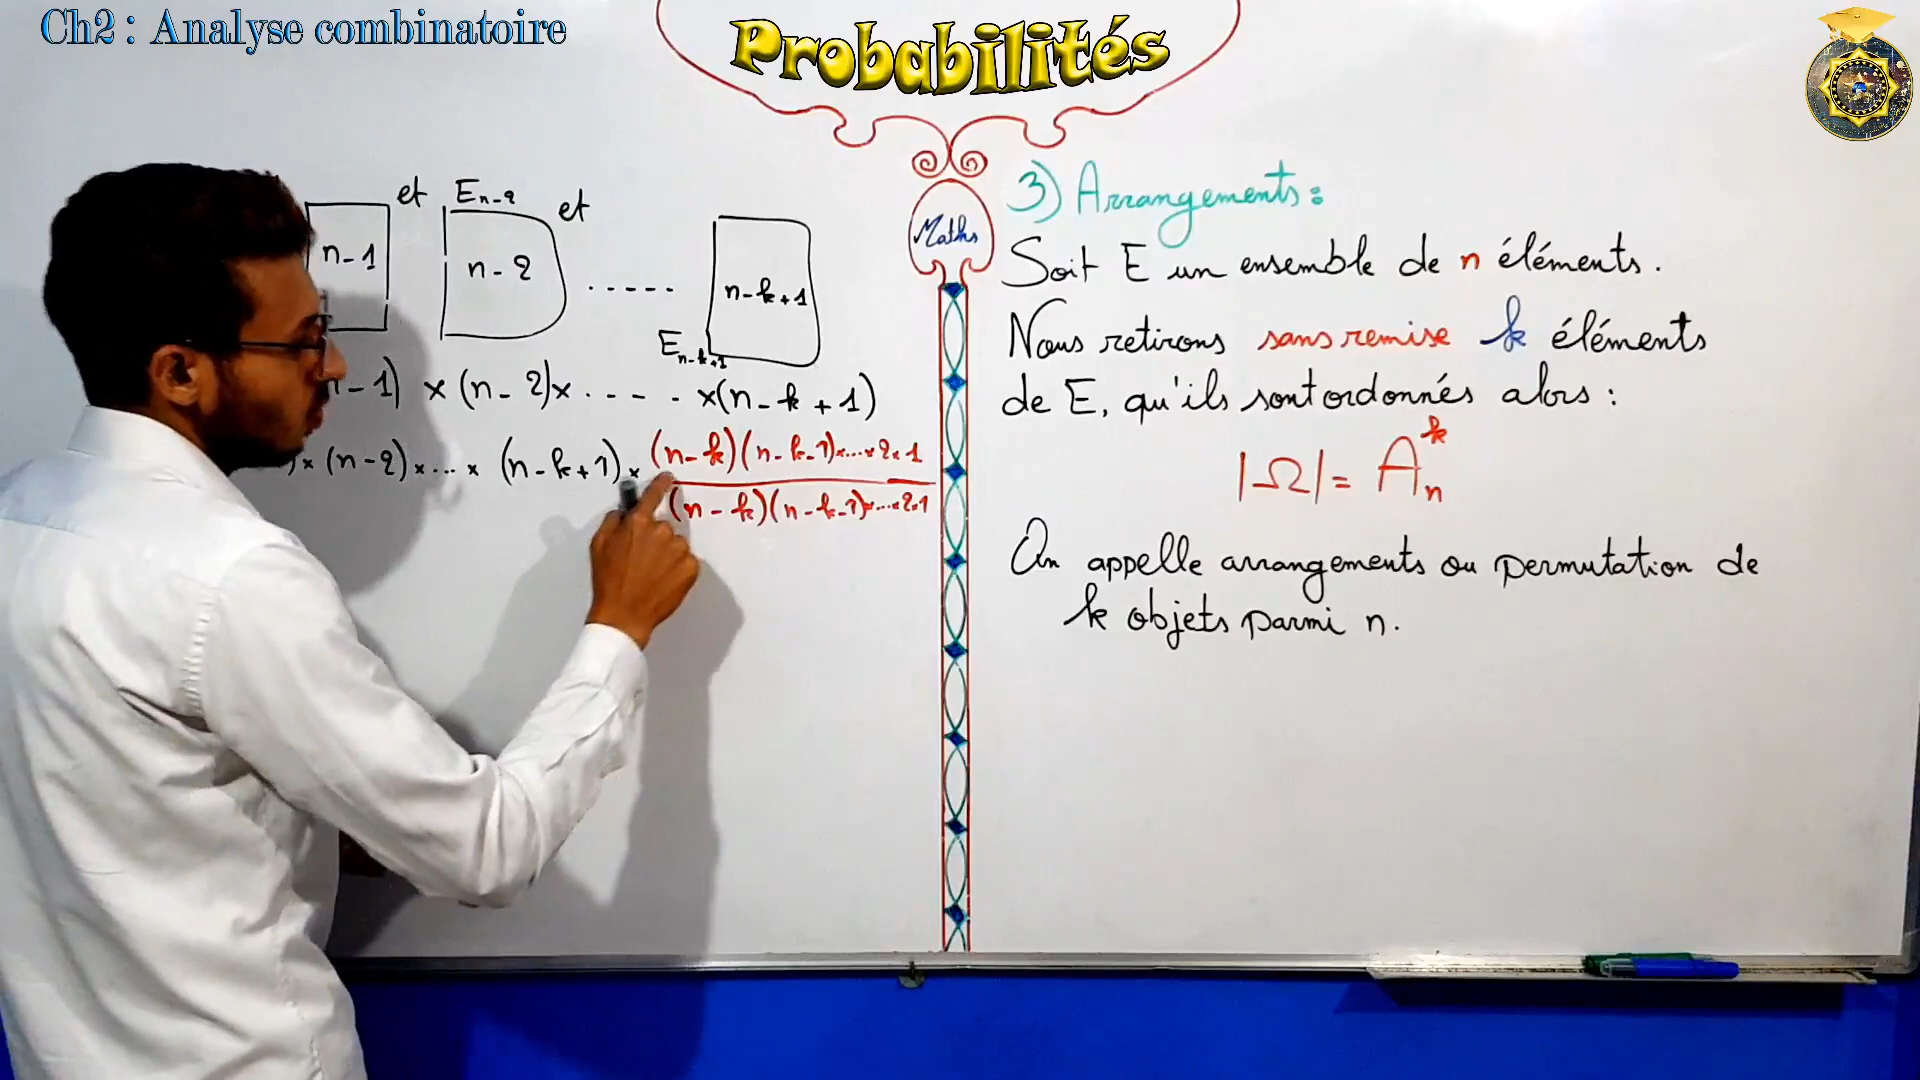 Ch2 : Analyse combinatoire
Probabilités
Maths
n-1 et
E n-2 et
n-2 .....
n-k+1
E n-k+1
-1) × (n-2) × ..... ×(n-k+1)
)× (n-2)×...× (n-k+1)× (n-k)(n-k-1)×...×2×1
(n-k)(n-k-1)×...×2×1
3) Arrangements :
Soit E un ensemble de n éléments.
Nous retirons sans remise k éléments
de E, qu'ils sont ordonnés alors :
|Ω| = A n k
On appelle arrangements ou permutation de
k objets parmi n.